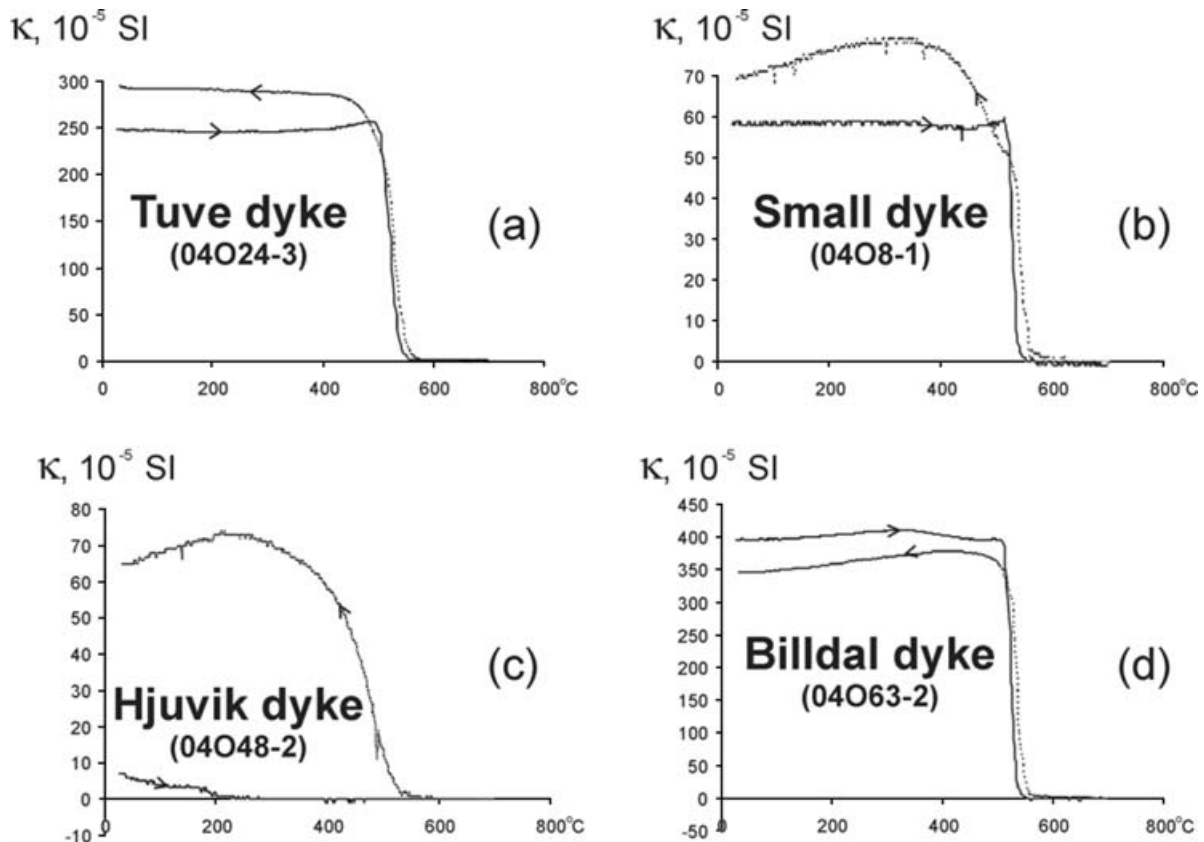 κ, 10⁻⁵ SI
300
250
200
150
100
50
0
0
200
400
600
800°C
Tuve dyke
(04O24-3)
(a)
κ, 10⁻⁵ SI
70
60
50
40
30
20
10
0
0
200
400
600
800°C
Small dyke
(04O8-1)
(b)
κ, 10⁻⁵ SI
80
70
60
50
40
30
20
10
0
-10
0
200
400
600
800°C
Hjuvik dyke
(04O48-2)
(c)
κ, 10⁻⁵ SI
450
400
350
300
250
200
150
100
50
0
-50
0
200
400
600
800°C
Billdal dyke
(04O63-2)
(d)